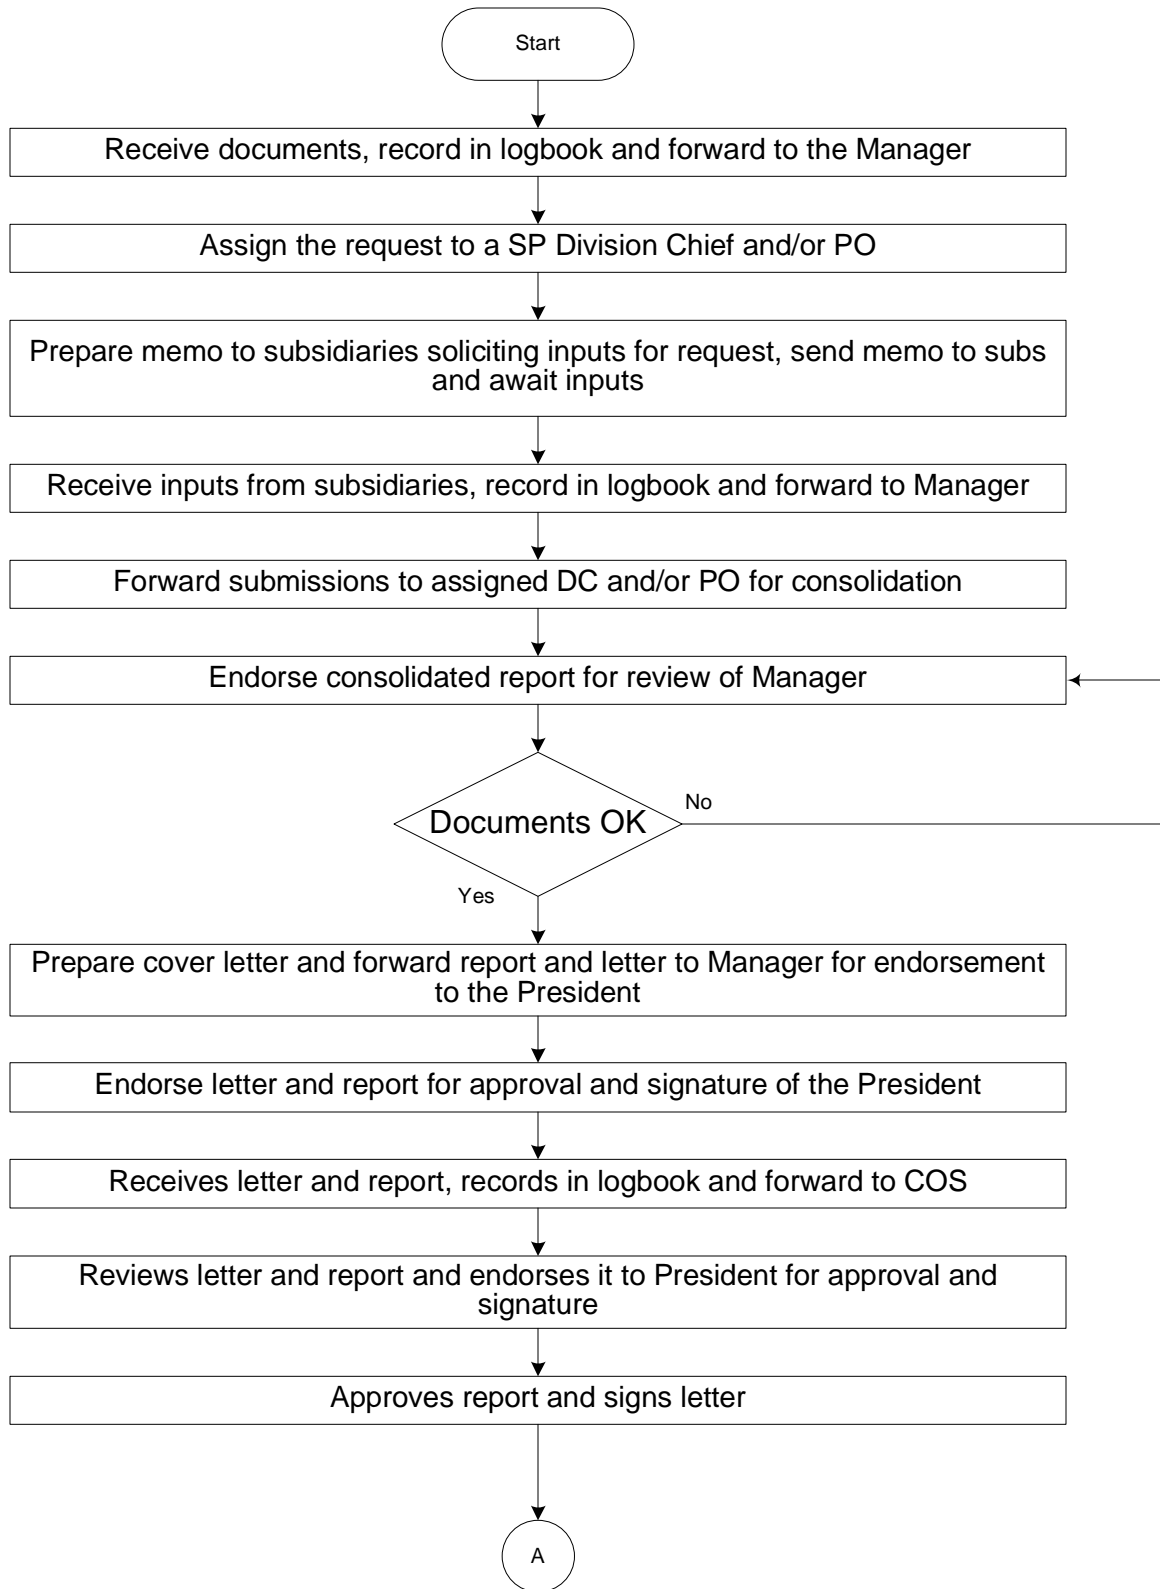 Start
Receive documents, record in logbook and forward to the Manager
Assign the request to a SP Division Chief and/or PO
Prepare memo to subsidiaries soliciting inputs for request, send memo to subs
and await inputs
Receive inputs from subsidiaries, record in logbook and forward to Manager
Forward submissions to assigned DC and/or PO for consolidation
Endorse consolidated report for review of Manager
Documents OK
No
Yes
Prepare cover letter and forward report and letter to Manager for endorsement
to the President
Endorse letter and report for approval and signature of the President
Receives letter and report, records in logbook and forward to COS
Reviews letter and report and endorses it to President for approval and
signature
Approves report and signs letter
A